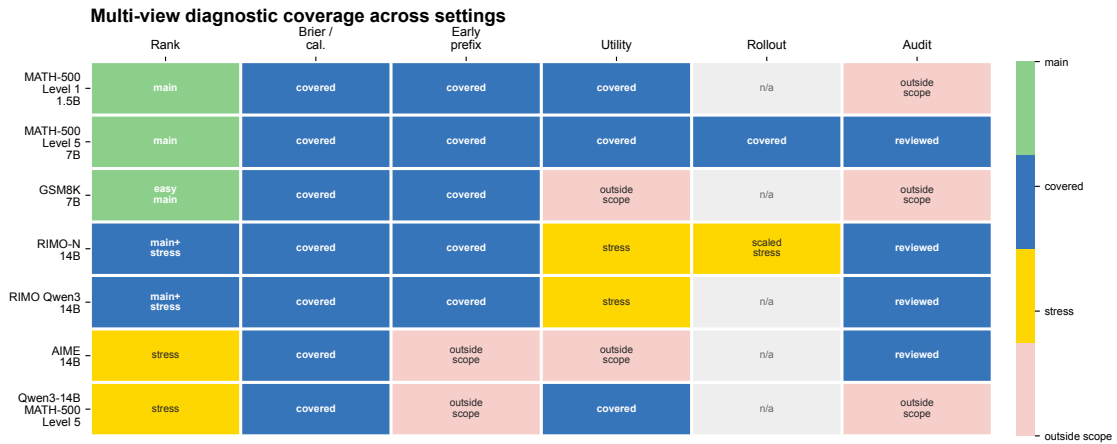 Multi-view diagnostic coverage across settings
Rank
Brier /
cal.
Early
prefix
Utility
Rollout
Audit
MATH-500
Level 1
1.5B
main
covered
covered
covered
n/a
outside
scope
MATH-500
Level 5
7B
main
covered
covered
covered
covered
reviewed
GSM8K
7B
easy
main
covered
covered
outside
scope
n/a
outside
scope
RIMO-N
14B
main+
stress
covered
covered
stress
scaled
stress
reviewed
RIMO Qwen3
14B
main+
stress
covered
covered
stress
n/a
reviewed
AIME
14B
stress
covered
outside
scope
outside
scope
n/a
reviewed
Qwen3-14B
MATH-500
Level 5
stress
covered
outside
scope
covered
n/a
outside
scope
main
covered
stress
outside scope